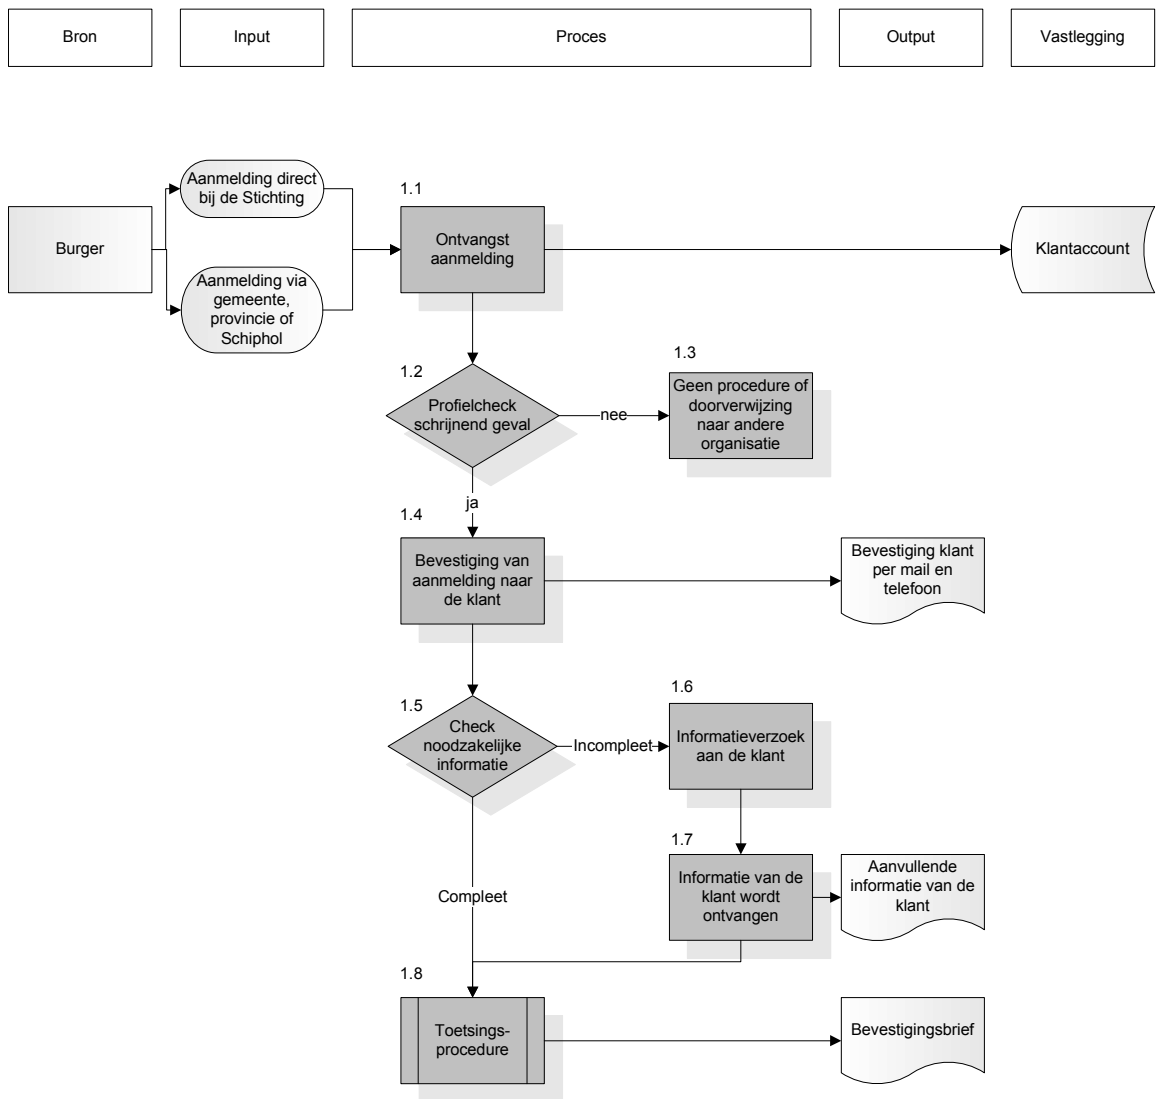 Bron
Input
Proces
Output
Vastlegging
Aanmelding direct
bij de Stichting
1.1
Burger
Ontvangst
aanmelding
Klantaccount
Aanmelding via
gemeente,
provincie of
Schiphol
1.2
1.3
Profielcheck
schrijnend geval
nee
Geen procedure of
doorverwijzing
naar andere
organisatie
ja
1.4
Bevestiging van
aanmelding naar
de klant
Bevestiging klant
per mail en
telefoon
1.5
1.6
Check
noodzakelijke
informatie
Incompleet
Informatieverzoek
aan de klant
1.7
Compleet
Informatie van de
klant wordt
ontvangen
Aanvullende
informatie van de
klant
1.8
Toetsings-
procedure
Bevestigingsbrief